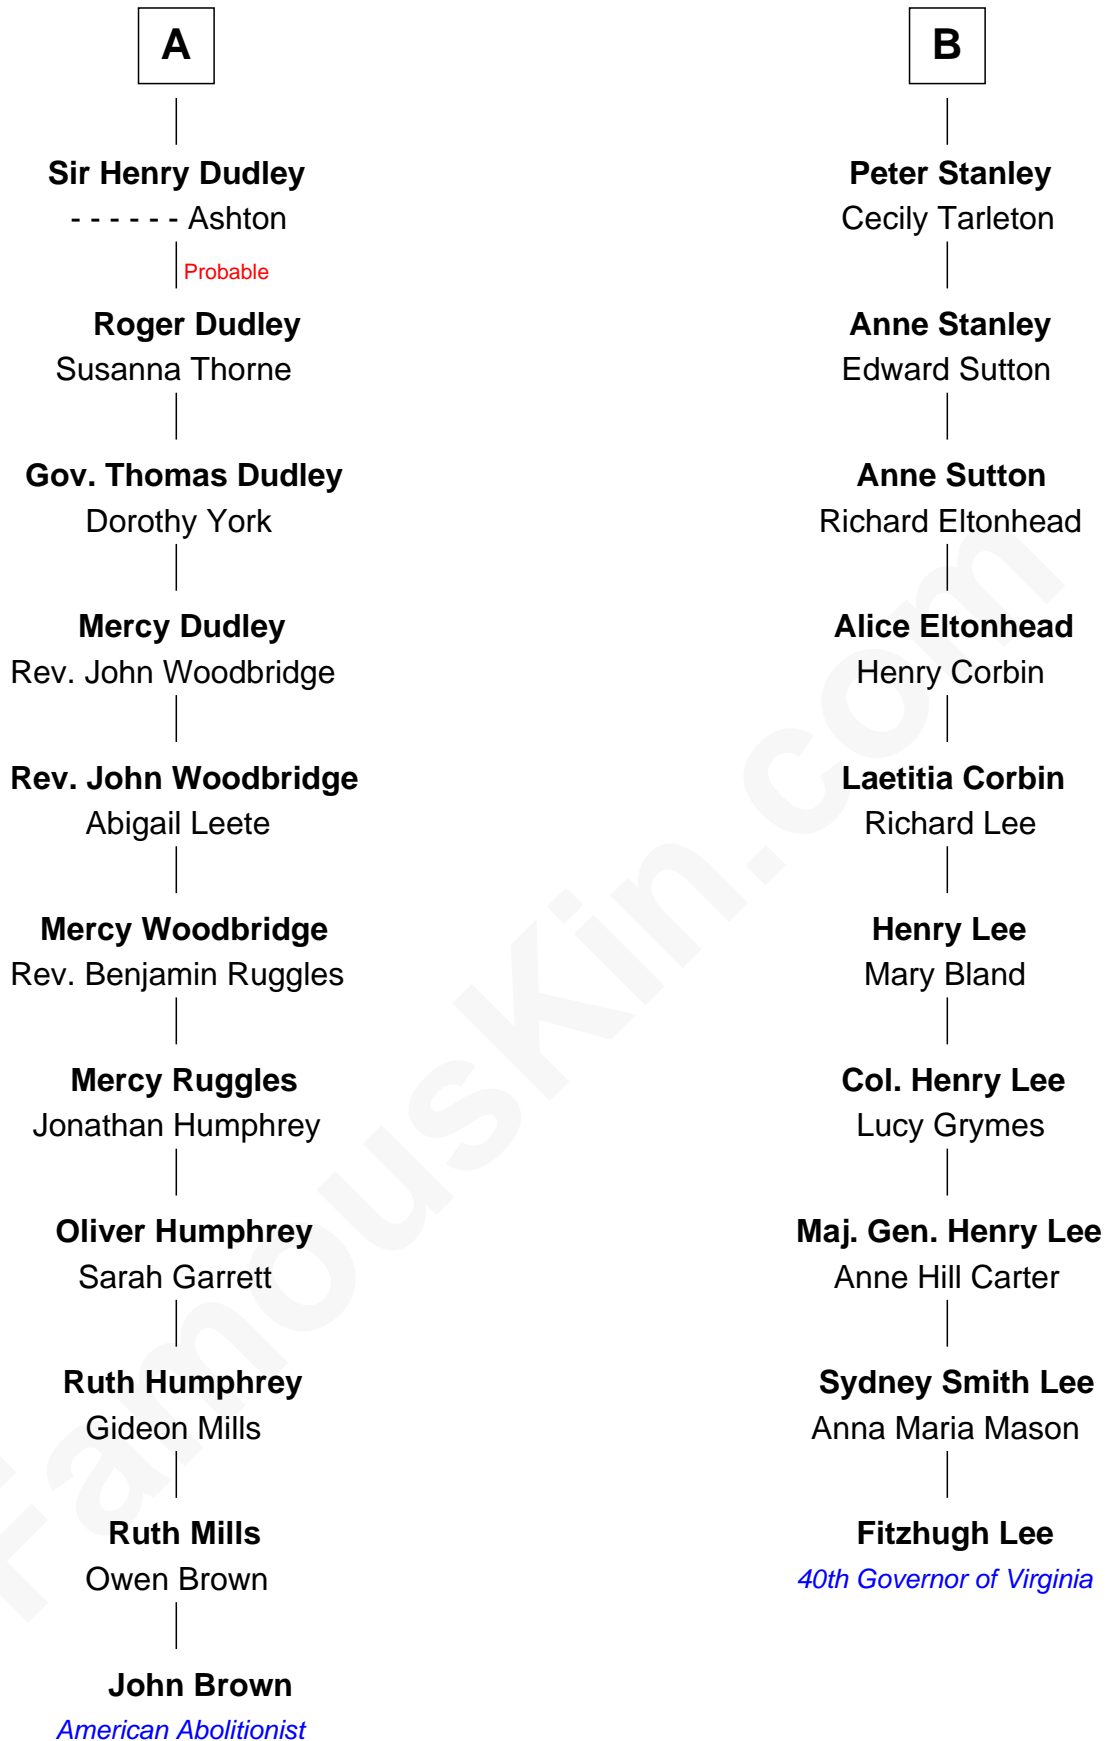 A
Sir Henry Dudley
- - - - - - Ashton
Probable
Roger Dudley
Susanna Thorne
Gov. Thomas Dudley
Dorothy York
Mercy Dudley
Rev. John Woodbridge
Rev. John Woodbridge
Abigail Leete
Mercy Woodbridge
Rev. Benjamin Ruggles
Mercy Ruggles
Jonathan Humphrey
Oliver Humphrey
Sarah Garrett
Ruth Humphrey
Gideon Mills
Ruth Mills
Owen Brown
John Brown
American Abolitionist
B
Peter Stanley
Cecily Tarleton
Anne Stanley
Edward Sutton
Anne Sutton
Richard Eltonhead
Alice Eltonhead
Henry Corbin
Laetitia Corbin
Richard Lee
Henry Lee
Mary Bland
Col. Henry Lee
Lucy Grymes
Maj. Gen. Henry Lee
Anne Hill Carter
Sydney Smith Lee
Anna Maria Mason
Fitzhugh Lee
40th Governor of Virginia
FamousKin.com